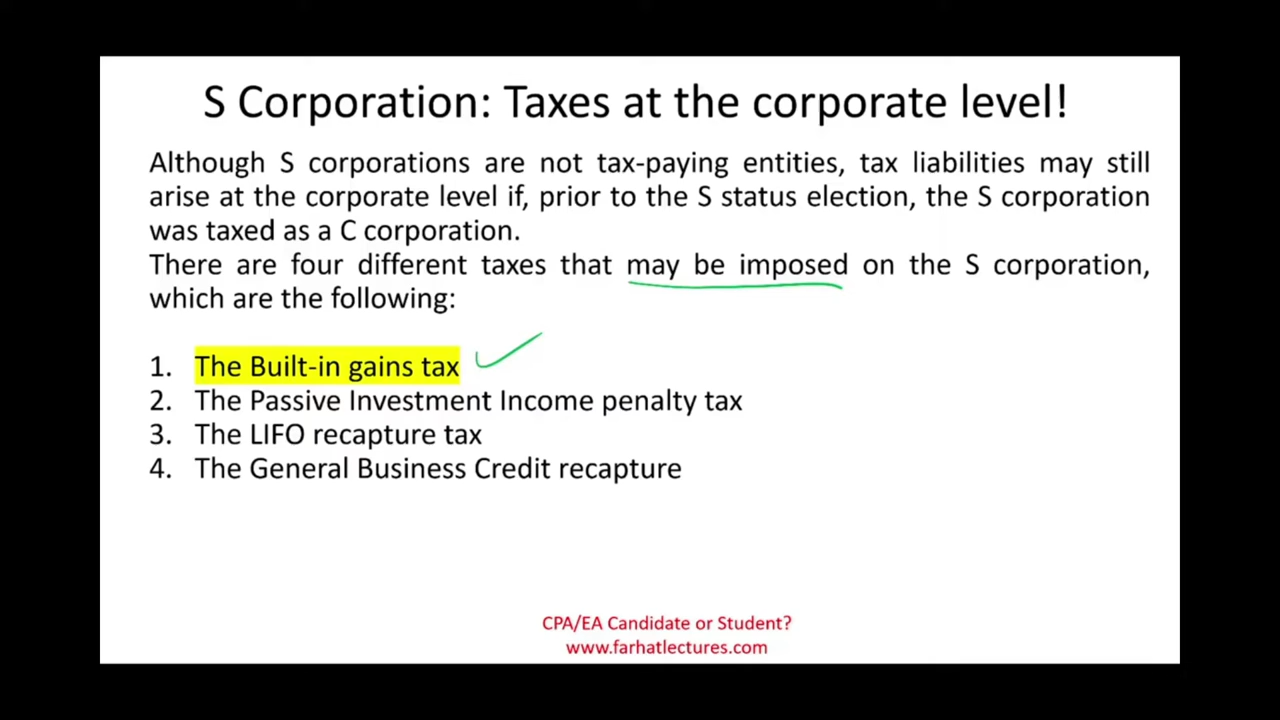 S Corporation: Taxes at the corporate level!
Although S corporations are not tax-paying entities, tax liabilities may still
arise at the corporate level if, prior to the S status election, the S corporation
was taxed as a C corporation.
There are four different taxes that may be imposed on the S corporation,
which are the following:
1. The Built-in gains tax
2. The Passive Investment Income penalty tax
3. The LIFO recapture tax
4. The General Business Credit recapture
CPA/EA Candidate or Student?
www.farhatlectures.com